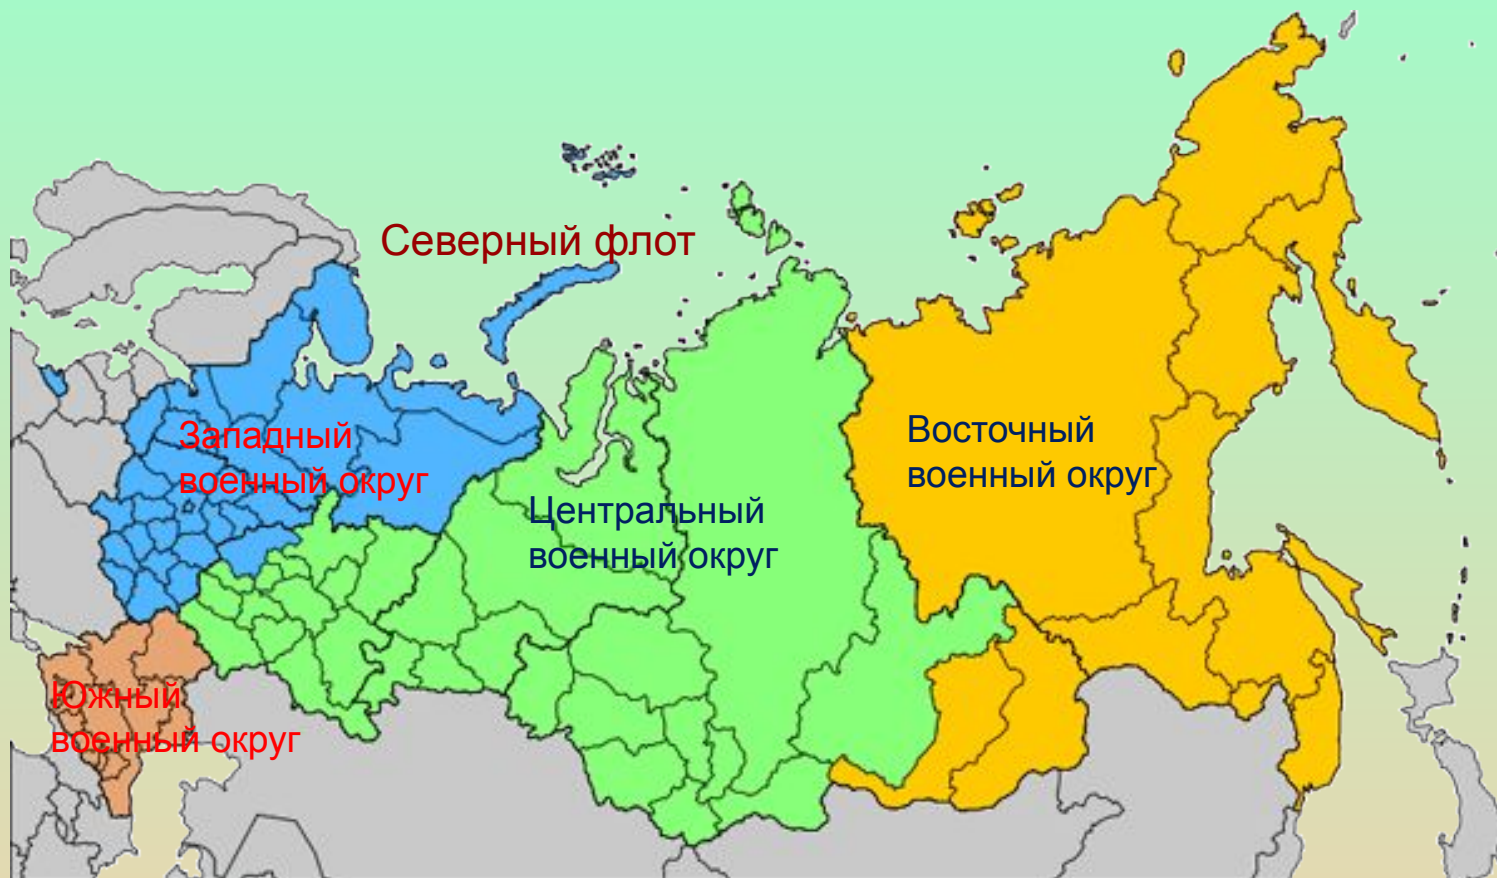 Северный флот
Западный
военный округ
Восточный
военный округ
Центральный
военный округ
Южный
военный округ